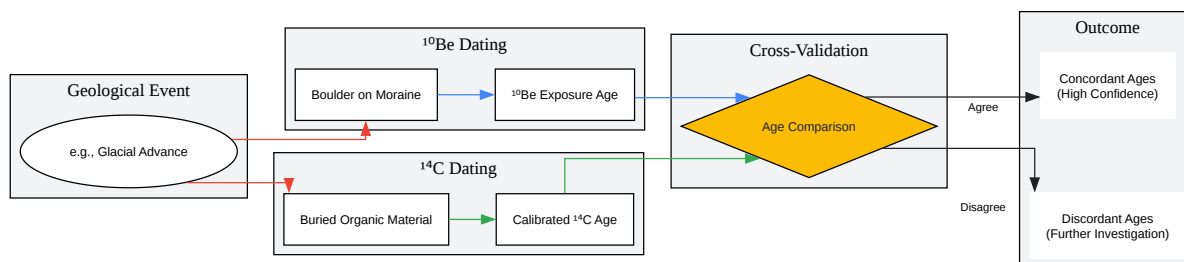 Geological Event
e.g., Glacial Advance
¹⁰Be Dating
Boulder on Moraine
¹⁰Be Exposure Age
¹⁴C Dating
Buried Organic Material
Calibrated ¹⁴C Age
Cross-Validation
Age Comparison
Agree
Disagree
Outcome
Concordant Ages
(High Confidence)
Discordant Ages
(Further Investigation)